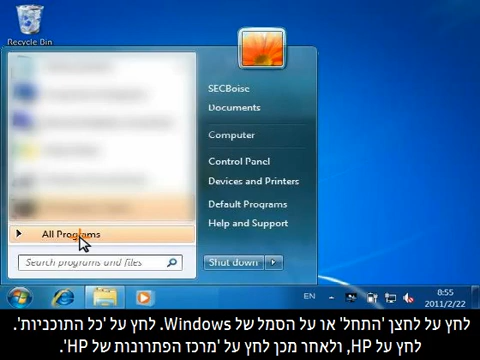 Recycle Bin
SECBoise
Documents
Computer
Control Panel
Devices and Printers
Default Programs
Help and Support
All Programs
Search programs and files
Shut down
EN
8:55
2011/2/22
לחץ על לחצן 'התחל' או על הסמל של Windows. לחץ על 'כל התוכניות'.
לחץ על HP, ולאחר מכן לחץ על 'מרכז הפתרונות של HP'.